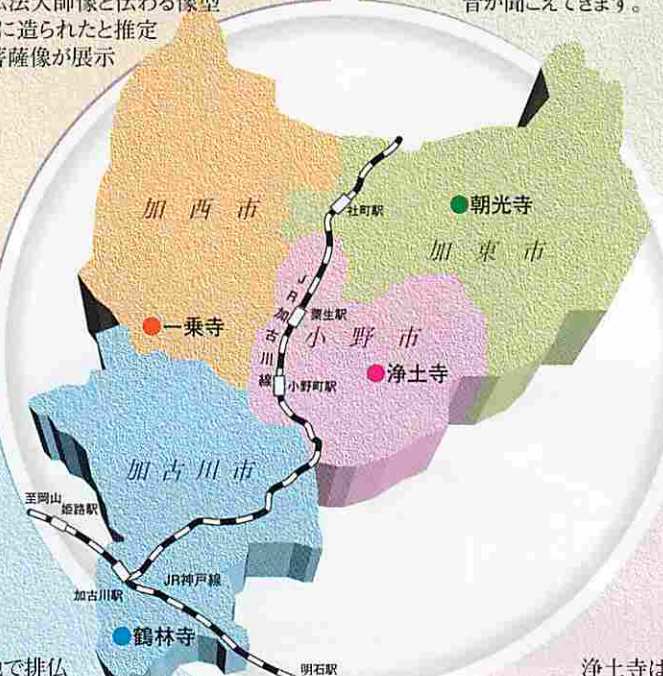 弘法大師像と伝わる像型
に造られたと推定
菩薩像が展示
音が聞こえてきます。
加西市
社町駅
朝光寺
加東市
JR加古川線
粟生駅
一乗寺
小野市
浄土寺
小野町駅
加古川市
至岡山
姫路駅
JR神戸線
加古川駅
鶴林寺
明石駅
で排仏
浄土寺は